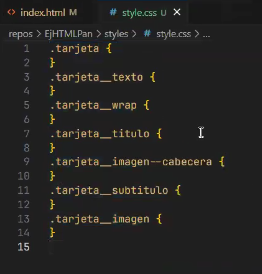 index.html M
style.css U
repos > EjHTMLPan > styles > style.css > ...
1 .tarjeta {
2 }
3 .tarjeta__texto {
4 }
5 .tarjeta__wrap {
6 }
7 .tarjeta__titulo {
8 }
9 .tarjeta__imagen--cabecera {
10 }
11 .tarjeta__subtitulo {
12 }
13 .tarjeta__imagen {
14 }
15